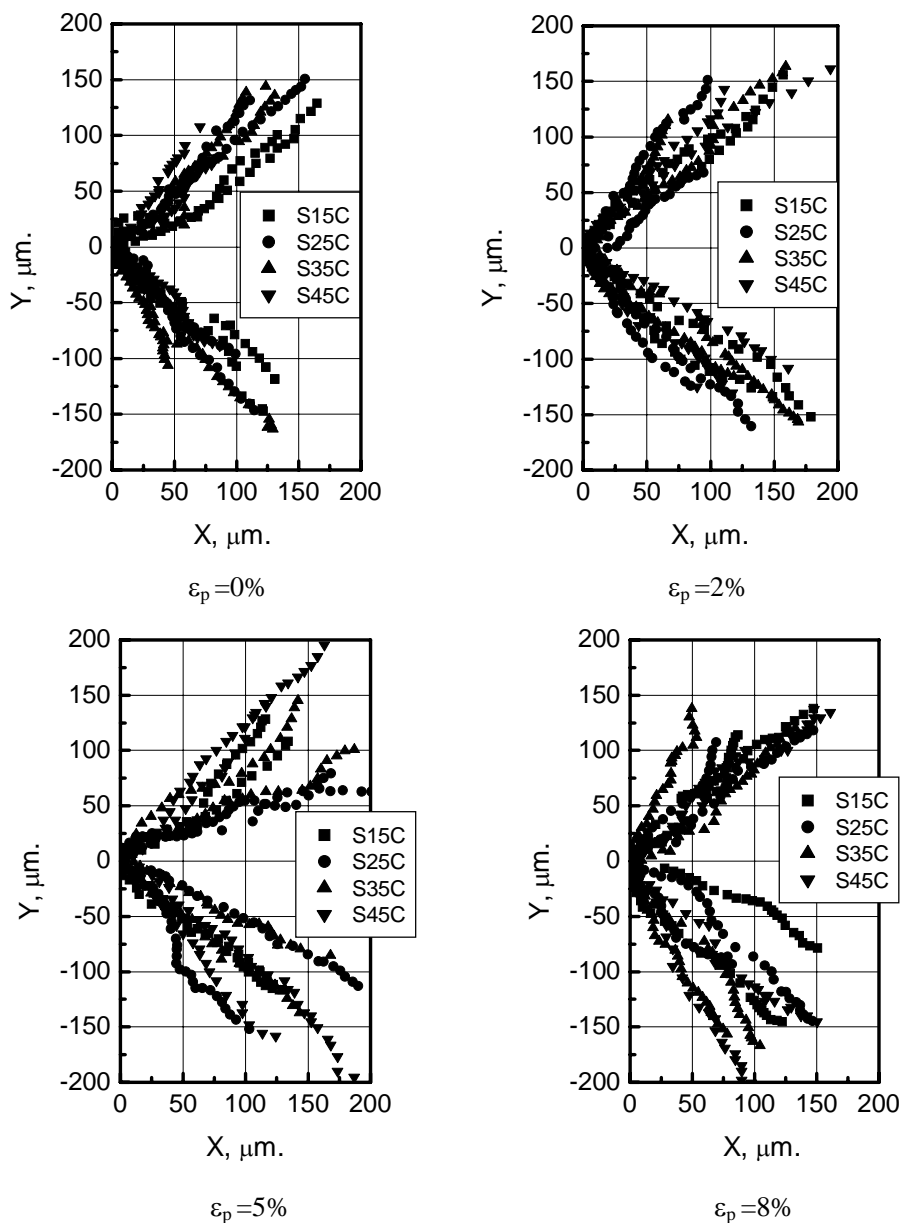 200
150
100
50
0
-50
-100
-150
-200
Y, μm.
0 50 100 150 200
X, μm.
S15C
S25C
S35C
S45C
εp =0%
200
150
100
50
0
-50
-100
-150
-200
Y, μm.
0 50 100 150 200
X, μm.
S15C
S25C
S35C
S45C
εp =2%
200
150
100
50
0
-50
-100
-150
-200
Y, μm.
0 50 100 150 200
X, μm.
S15C
S25C
S35C
S45C
εp =5%
200
150
100
50
0
-50
-100
-150
-200
Y, μm.
0 50 100 150 200
X, μm.
S15C
S25C
S35C
S45C
εp =8%